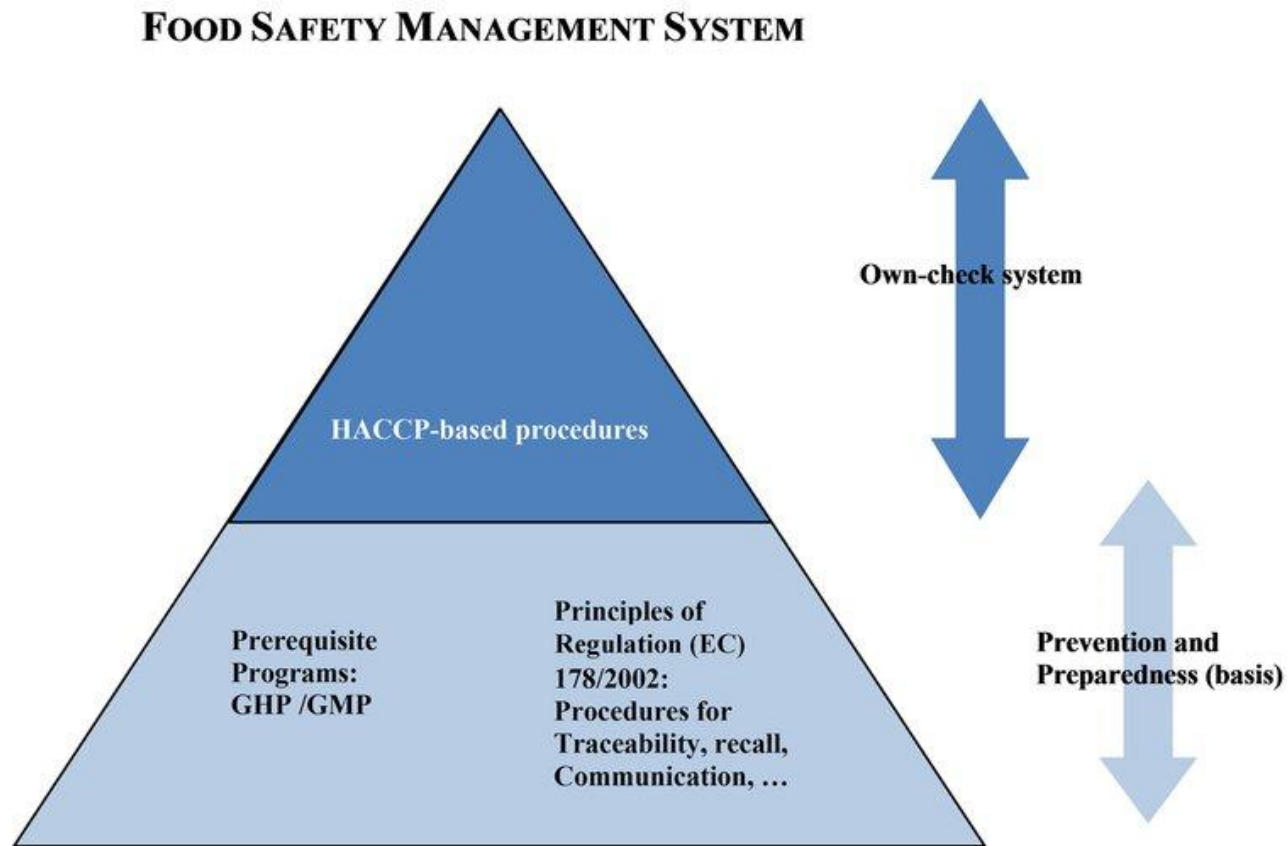 FOOD SAFETY MANAGEMENT SYSTEM
Own-check system
HACCP-based procedures
Prerequisite
Programs:
GHP /GMP
Principles of
Regulation (EC)
178/2002:
Procedures for
Traceability, recall,
Communication, …
Prevention and
Preparedness (basis)